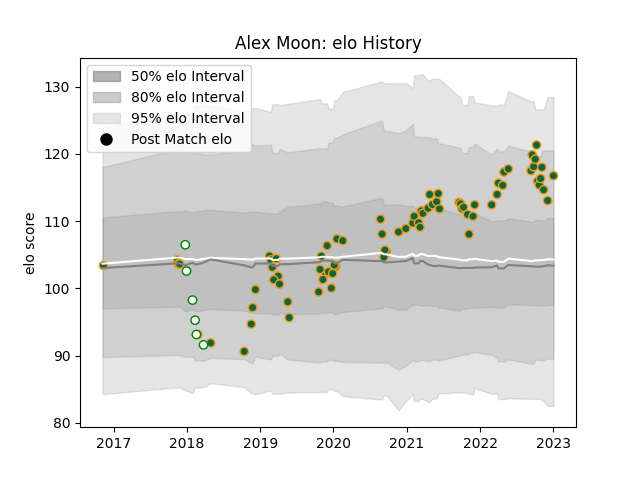 Alex Moon: elo History
50% elo Interval
80% elo Interval
95% elo Interval
Post Match elo
elo score
130
120
110
100
90
80
2017 2018 2019 2020 2021 2022 2023